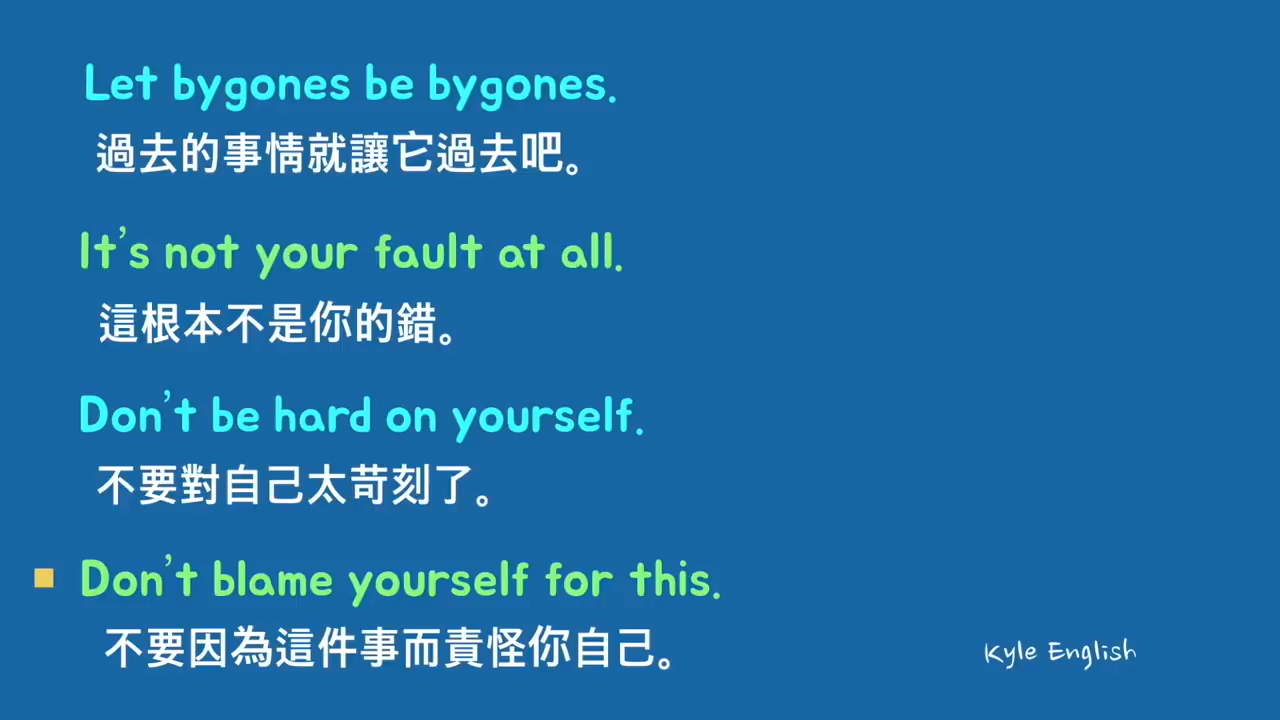 Let bygones be bygones.
過去的事情就讓它過去吧。
It's not your fault at all.
這根本不是你的錯。
Don't be hard on yourself.
不要對自己太苛刻了。
Don't blame yourself for this.
不要因為這件事而責怪你自己。
Kyle English